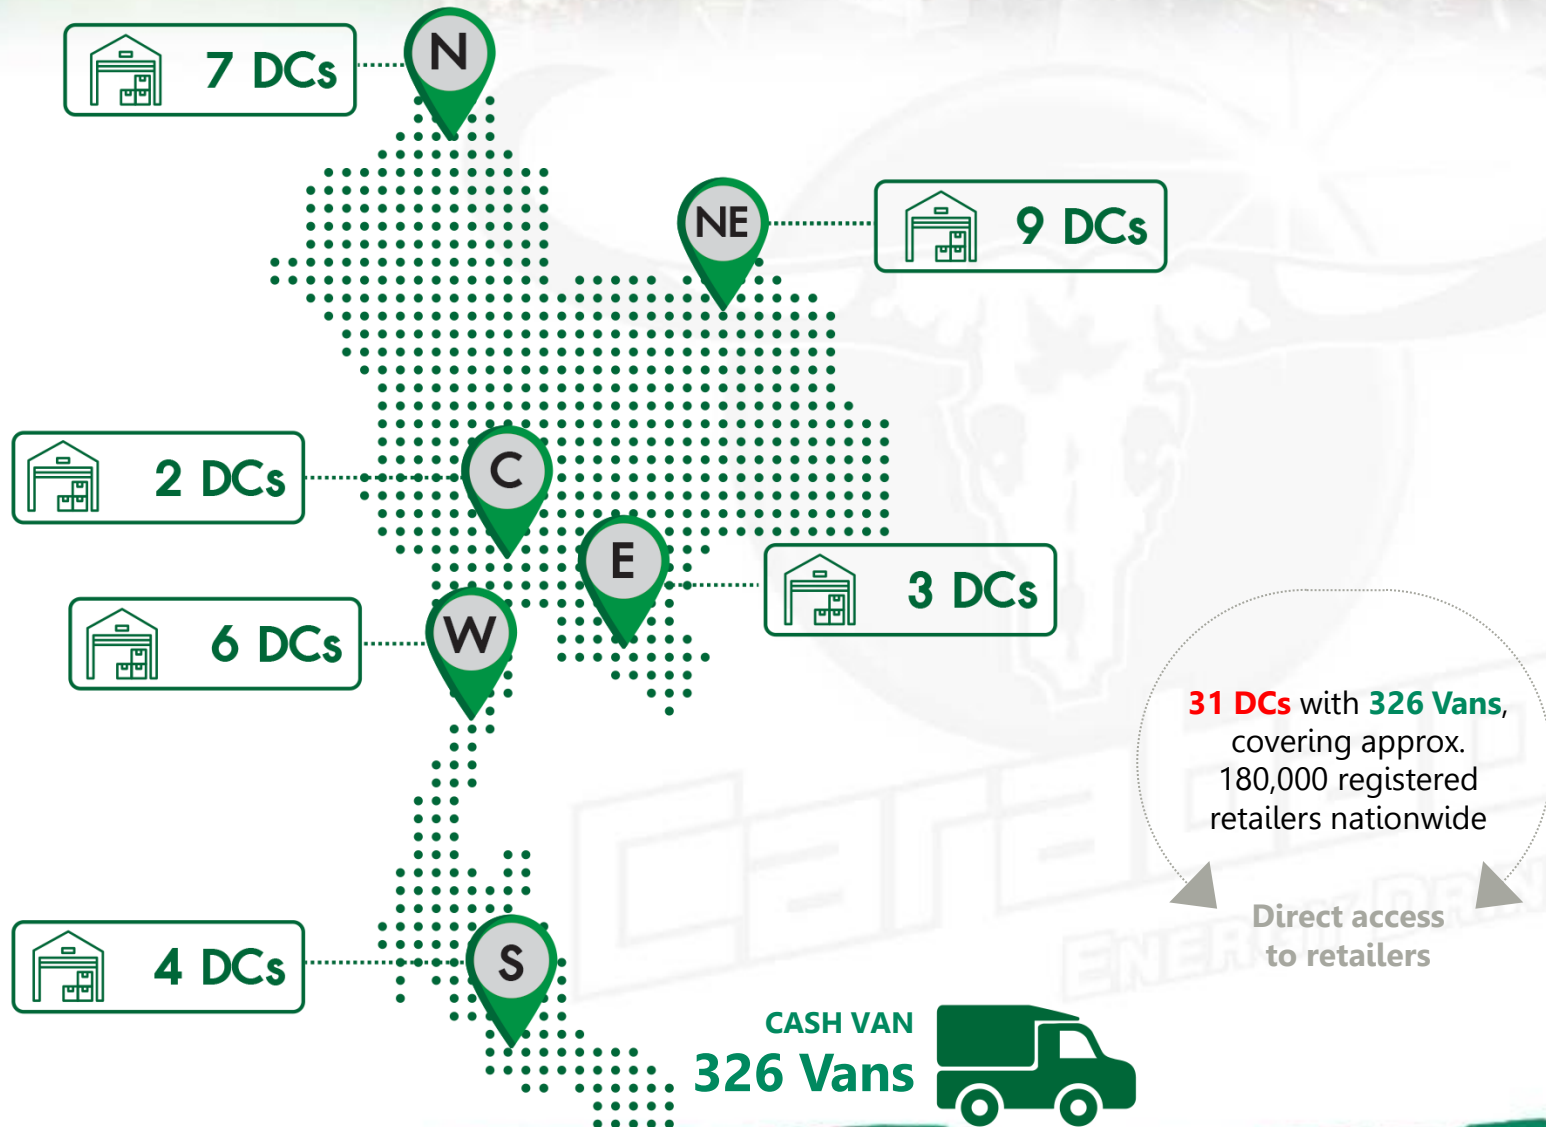 N
7 DCs
NE
9 DCs
C
2 DCs
E
3 DCs
W
6 DCs
S
4 DCs
31 DCs with 326 Vans,
covering approx.
180,000 registered
retailers nationwide
Direct access
to retailers
CASH VAN
326 Vans
ENERGY